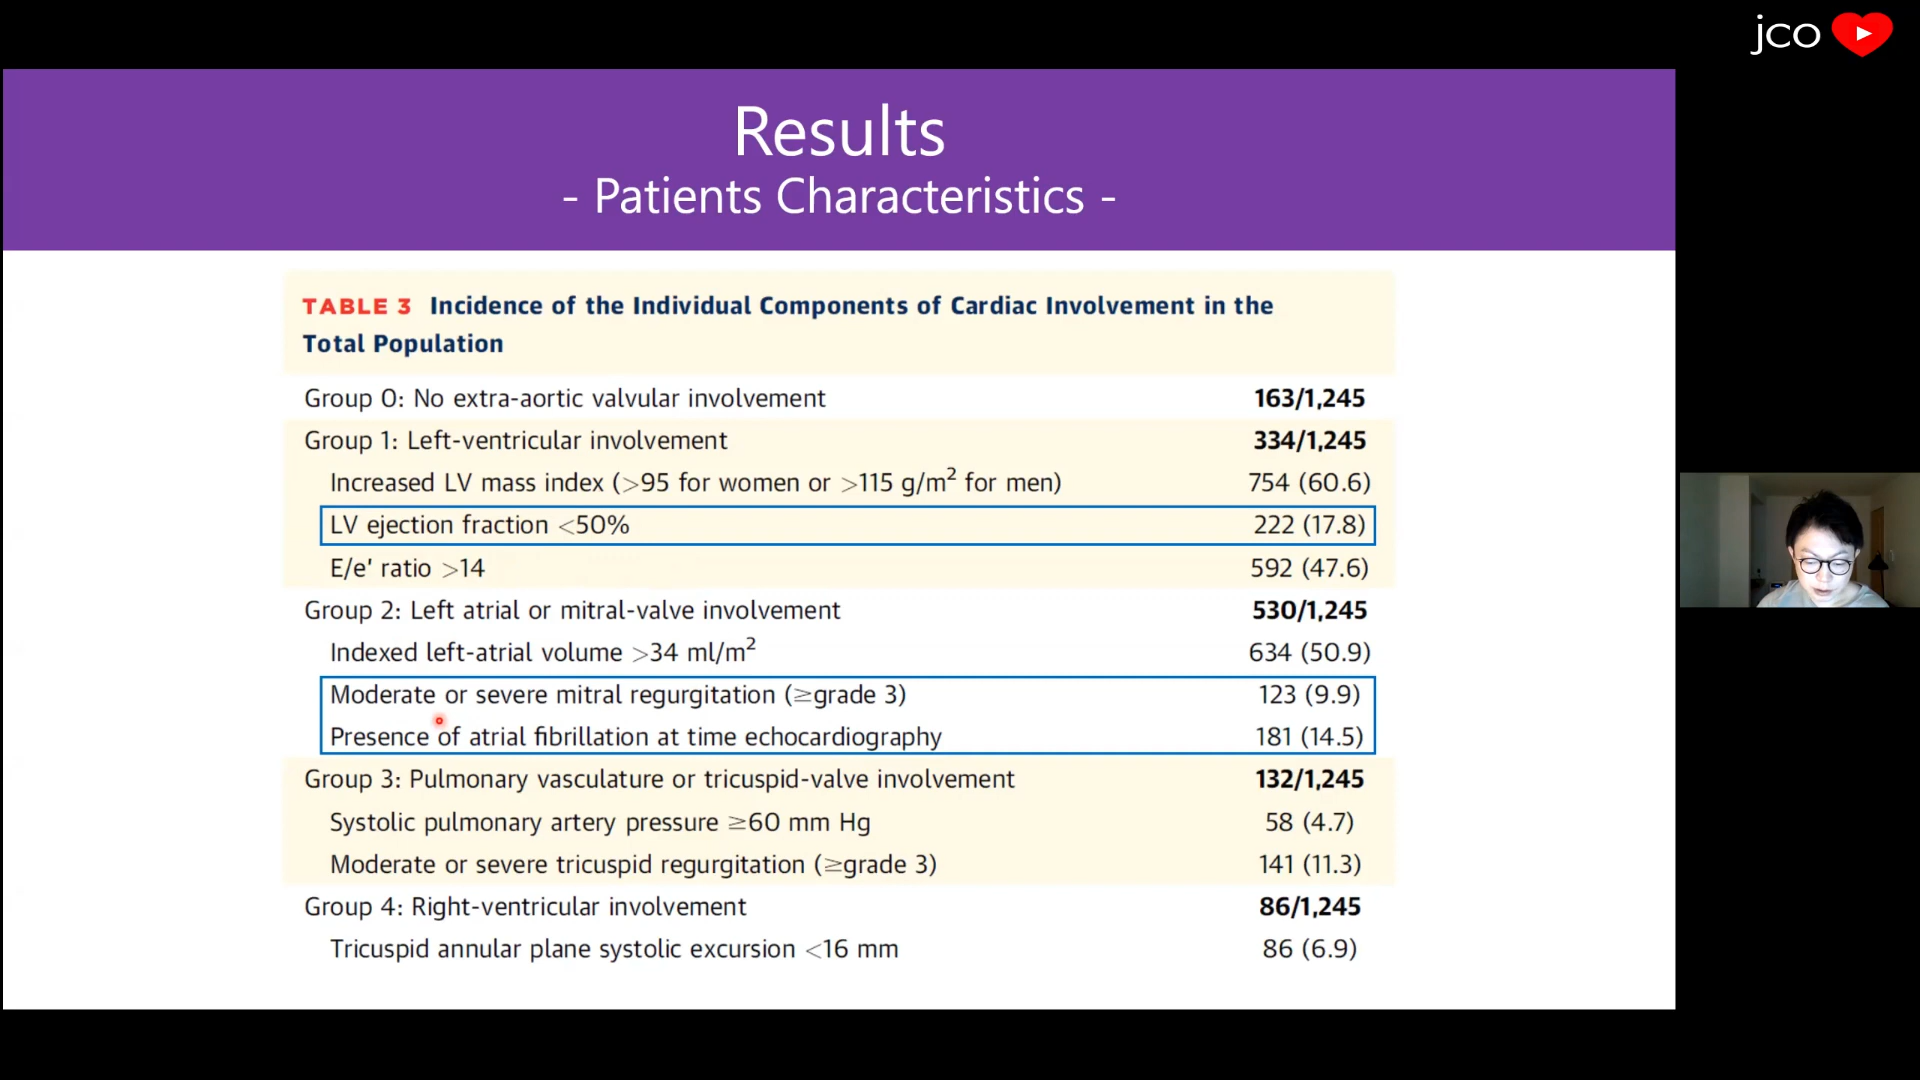 jco
Results
- Patients Characteristics -
TABLE 3 Incidence of the Individual Components of Cardiac Involvement in the
Total Population
Group 0: No extra-aortic valvular involvement 163/1,245
Group 1: Left-ventricular involvement 334/1,245
Increased LV mass index (>95 for women or >115 g/m² for men) 754 (60.6)
LV ejection fraction <50% 222 (17.8)
E/e' ratio >14 592 (47.6)
Group 2: Left atrial or mitral-valve involvement 530/1,245
Indexed left-atrial volume >34 ml/m² 634 (50.9)
Moderate or severe mitral regurgitation (≥grade 3) 123 (9.9)
Presence of atrial fibrillation at time echocardiography 181 (14.5)
Group 3: Pulmonary vasculature or tricuspid-valve involvement 132/1,245
Systolic pulmonary artery pressure ≥60 mm Hg 58 (4.7)
Moderate or severe tricuspid regurgitation (≥grade 3) 141 (11.3)
Group 4: Right-ventricular involvement 86/1,245
Tricuspid annular plane systolic excursion <16 mm 86 (6.9)